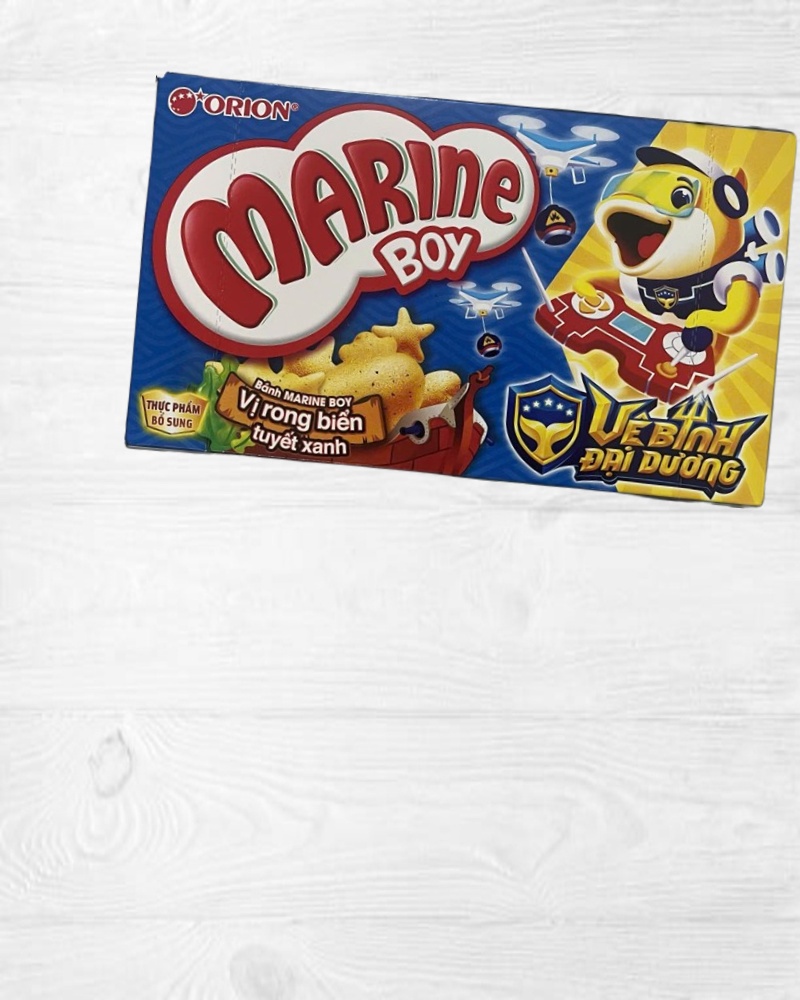 ORION
MARINE
BOY
Bánh MARINE BOY
Vị rong biển
tuyết xanh
THỰC PHẨM
BỔ SUNG
VỆ BINH
ĐẠI DƯƠNG